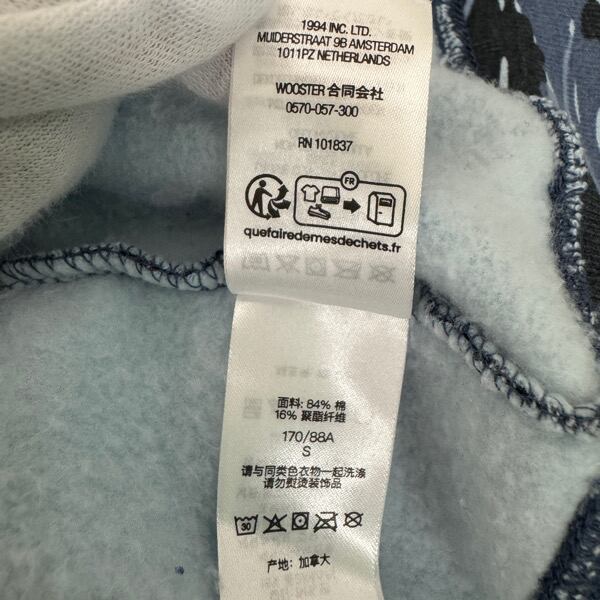 1994 INC. LTD.
MUIDERSTRAAT 9B AMSTERDAM
1011PZ NETHERLANDS
WOOSTER 合同会社
0570-057-300
RN 101837
FR
quefairedemesdechets.fr
面料: 84% 棉
16% 聚酯纤维
170/88A
S
请与同类色衣物一起洗涤
请勿熨烫装饰品
30
产地: 加拿大